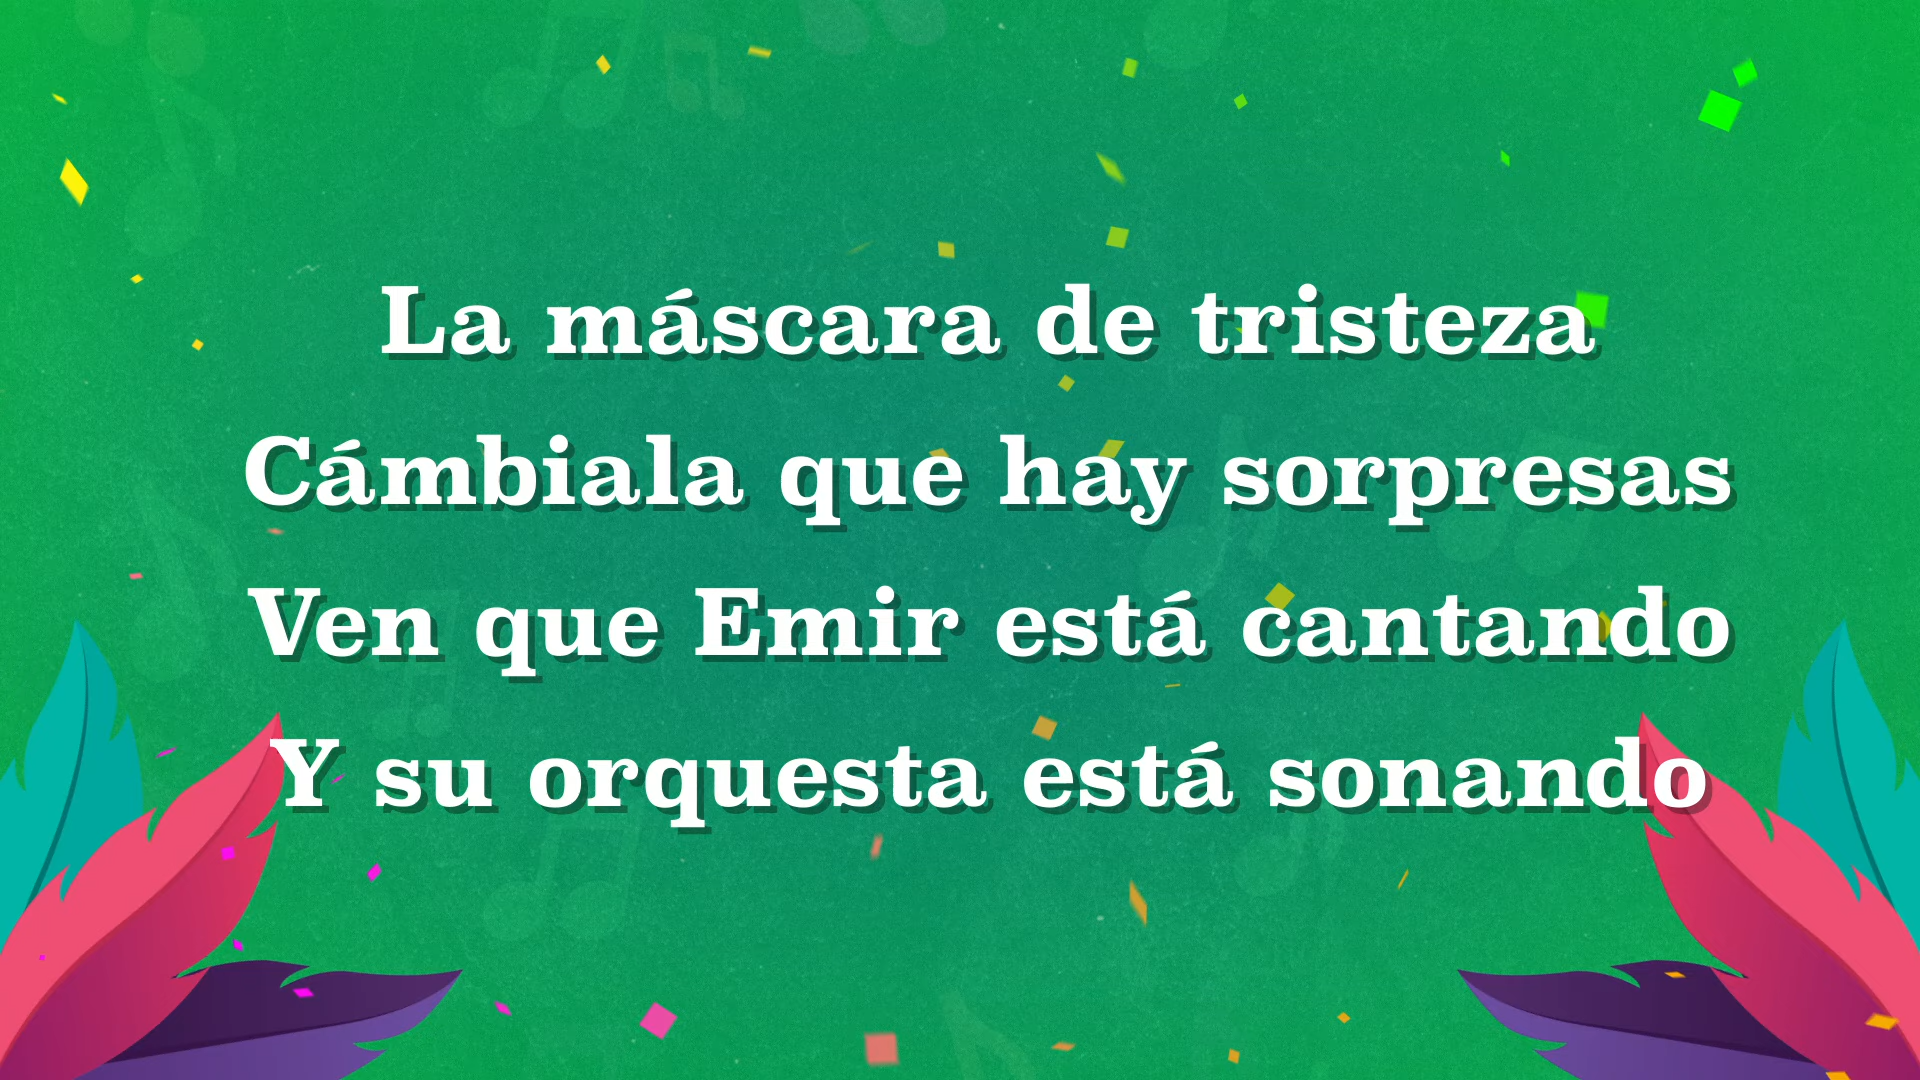 La máscara de tristeza
Cámbiala que hay sorpresas
Ven que Emir está cantando
Y su orquesta está sonando